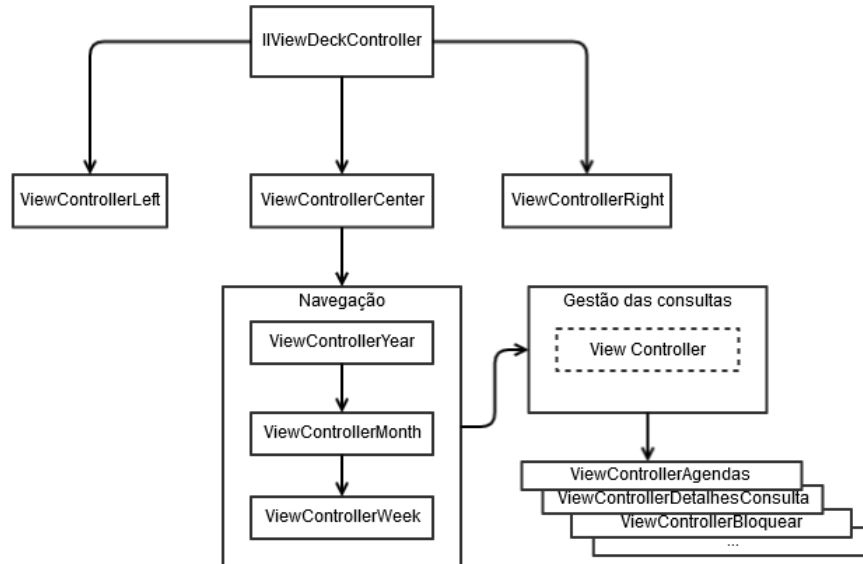 IIViewDeckController
ViewControllerLeft
ViewControllerCenter
ViewControllerRight
Navegação
ViewControllerYear
ViewControllerMonth
ViewControllerWeek
Gestão das consultas
View Controller
ViewControllerAgendas
ViewControllerDetalhesConsulta
ViewControllerBloquear
...